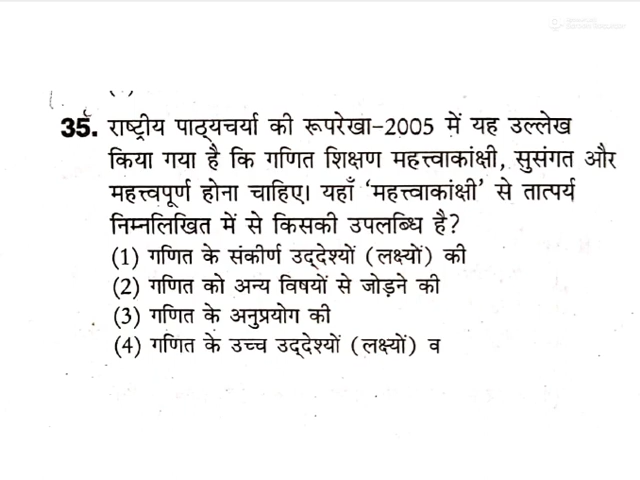 35. राष्ट्रीय पाठ्यचर्या की रूपरेखा-2005 में यह उल्लेख
किया गया है कि गणित शिक्षण महत्त्वाकांक्षी, सुसंगत और
महत्त्वपूर्ण होना चाहिए। यहाँ 'महत्त्वाकांक्षी' से तात्पर्य
निम्नलिखित में से किसकी उपलब्धि है?
(1) गणित के संकीर्ण उद्देश्यों (लक्ष्यों) की
(2) गणित को अन्य विषयों से जोड़ने की
(3) गणित के अनुप्रयोग की
(4) गणित के उच्च उद्देश्यों (लक्ष्यों) व